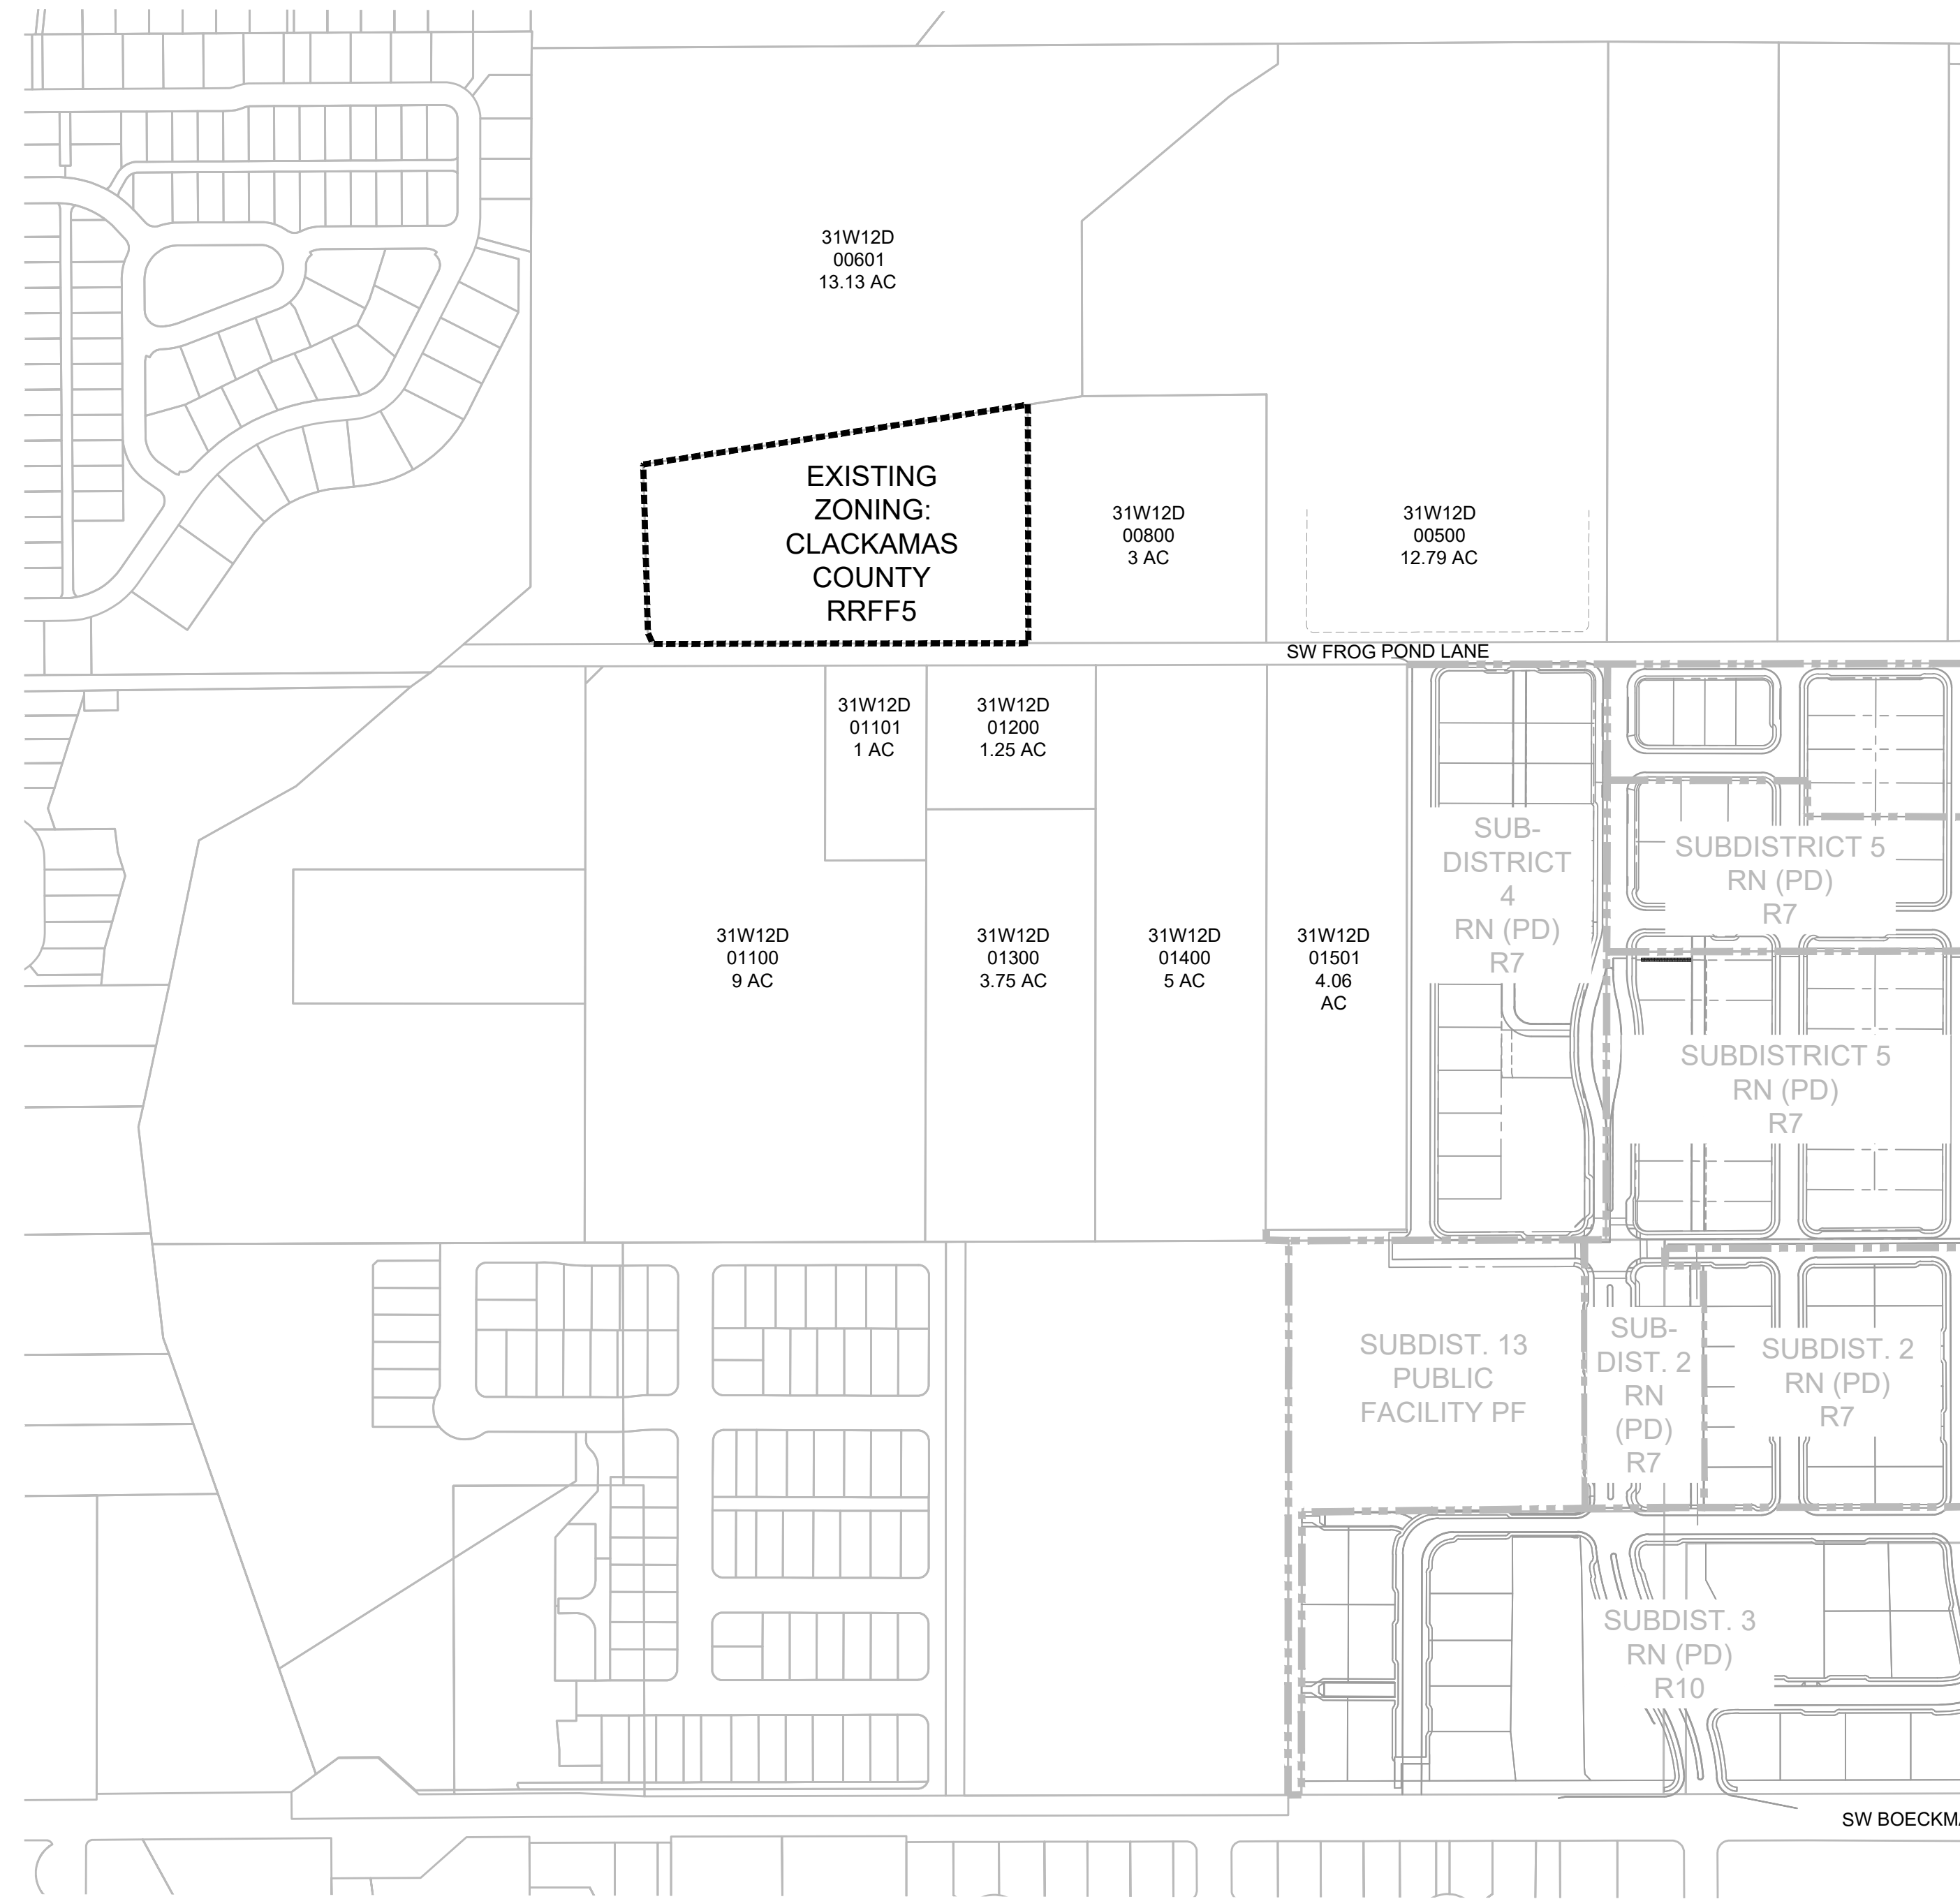 31W12D
00601
13.13 AC
EXISTING
ZONING:
CLACKAMAS
COUNTY
RRFF5
31W12D
00800
3 AC
31W12D
00500
12.79 AC
SW FROG POND LANE
31W12D
01101
1 AC
31W12D
01200
1.25 AC
SUB-
DISTRICT
4
RN (PD)
R7
SUBDISTRICT 5
RN (PD)
R7
31W12D
01100
9 AC
31W12D
01300
3.75 AC
31W12D
01400
5 AC
31W12D
01501
4.06
AC
SUBDISTRICT 5
RN (PD)
R7
SUBDIST. 13
PUBLIC
FACILITY PF
SUB-
DIST. 2
RN
(PD)
R7
SUBDIST. 2
RN (PD)
R7
SUBDIST. 3
RN (PD)
R10
SW BOECKM